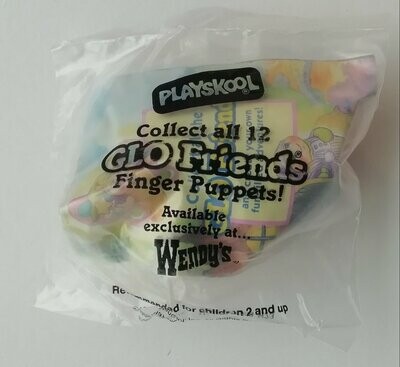 PLAYSKOOL®
Collect all 12
GLO Friends®
Finger Puppets!
Available
exclusively at...
WENDY'S
Recommended for children 2 and up